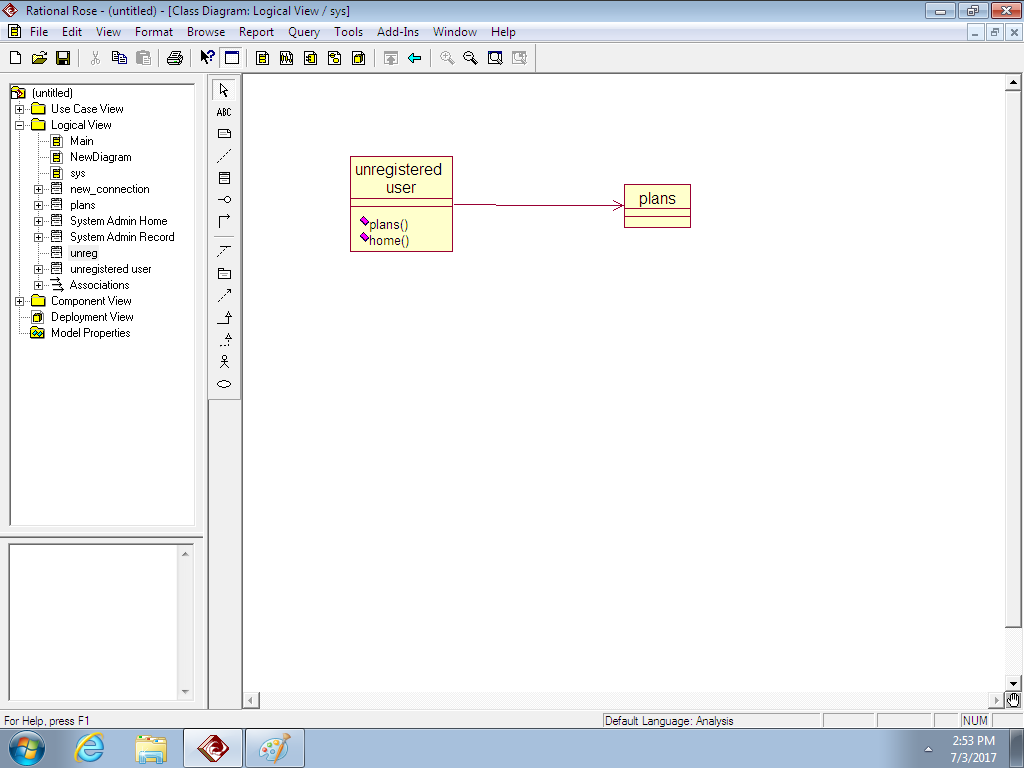 Rational Rose - (untitled) - [Class Diagram: Logical View / sys]
File Edit View Format Browse Report Query Tools Add-Ins Window Help
ABC
(untitled)
Use Case View
Logical View
Main
NewDiagram
sys
new_connection
plans
System Admin Home
System Admin Record
unreg
unregistered user
Associations
Component View
Deployment View
Model Properties
unregistered
user
plans()
home()
plans
For Help, press F1
Default Language: Analysis
NUM
2:53 PM
7/3/2017